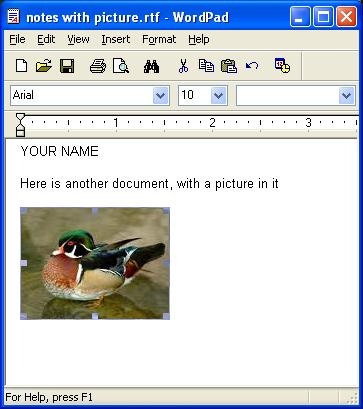 notes with picture.rtf - WordPad
File Edit View Insert Format Help
Arial 10
1 2 3
YOUR NAME
Here is another document, with a picture in it
For Help, press F1